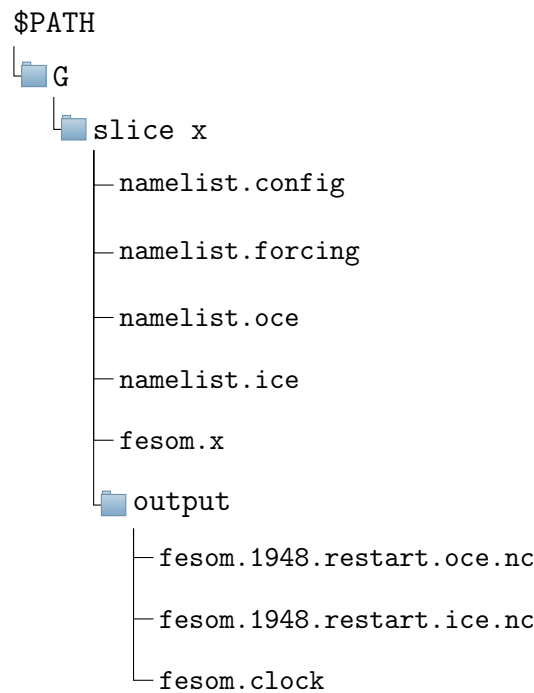 $PATH
G
slice x
namelist.config
namelist.forcing
namelist.oce
namelist.ice
fesom.x
output
fesom.1948.restart.oce.nc
fesom.1948.restart.ice.nc
fesom.clock